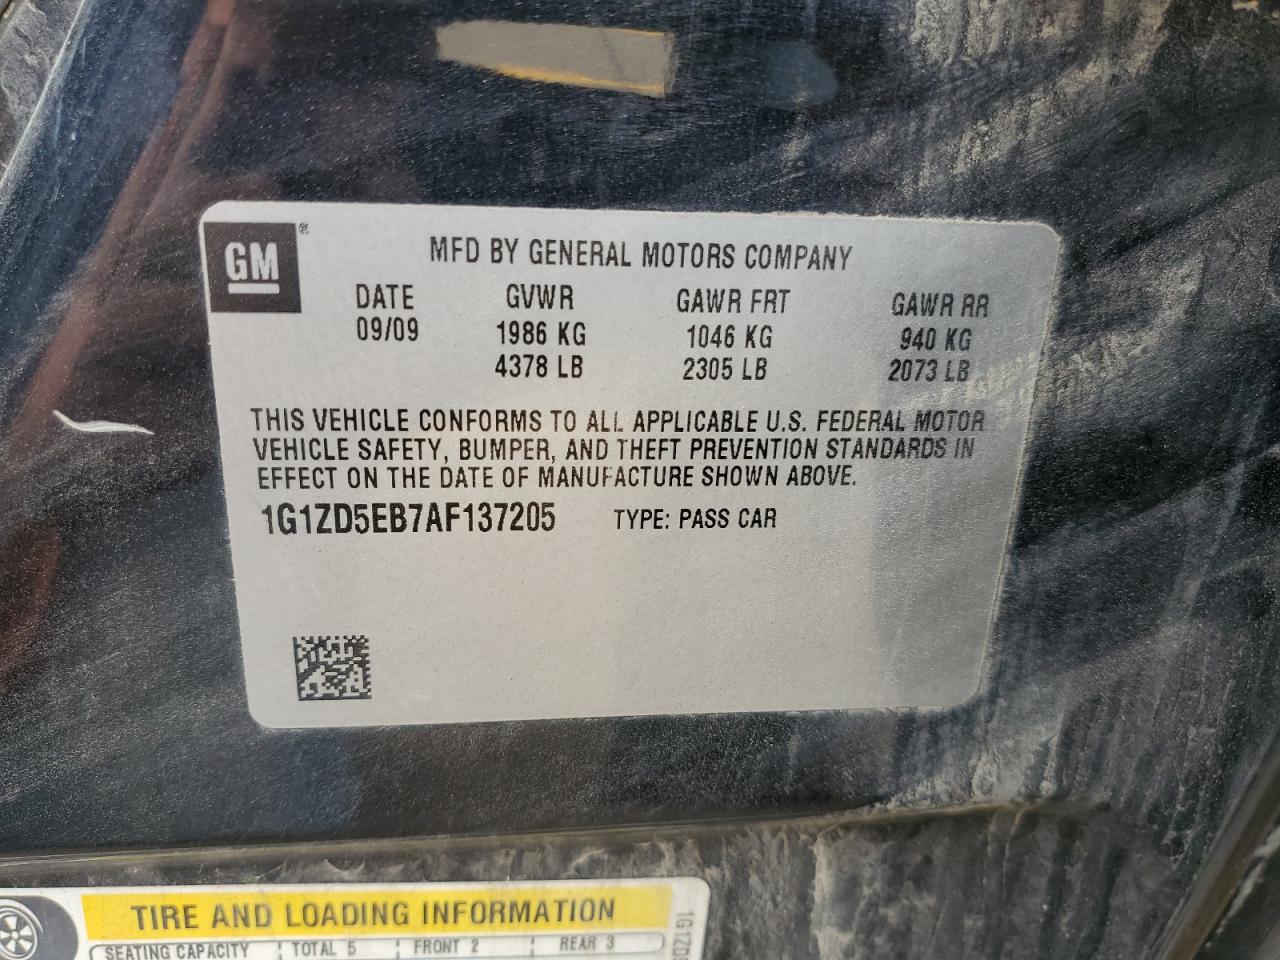 GM®
MFD BY GENERAL MOTORS COMPANY
DATE GVWR GAWR FRT GAWR RR
09/09 1986 KG 1046 KG 940 KG
4378 LB 2305 LB 2073 LB
THIS VEHICLE CONFORMS TO ALL APPLICABLE U.S. FEDERAL MOTOR
VEHICLE SAFETY, BUMPER, AND THEFT PREVENTION STANDARDS IN
EFFECT ON THE DATE OF MANUFACTURE SHOWN ABOVE.
1G1ZD5EB7AF137205 TYPE: PASS CAR
TIRE AND LOADING INFORMATION
SEATING CAPACITY TOTAL 5 FRONT 2 REAR 3
1G1ZD